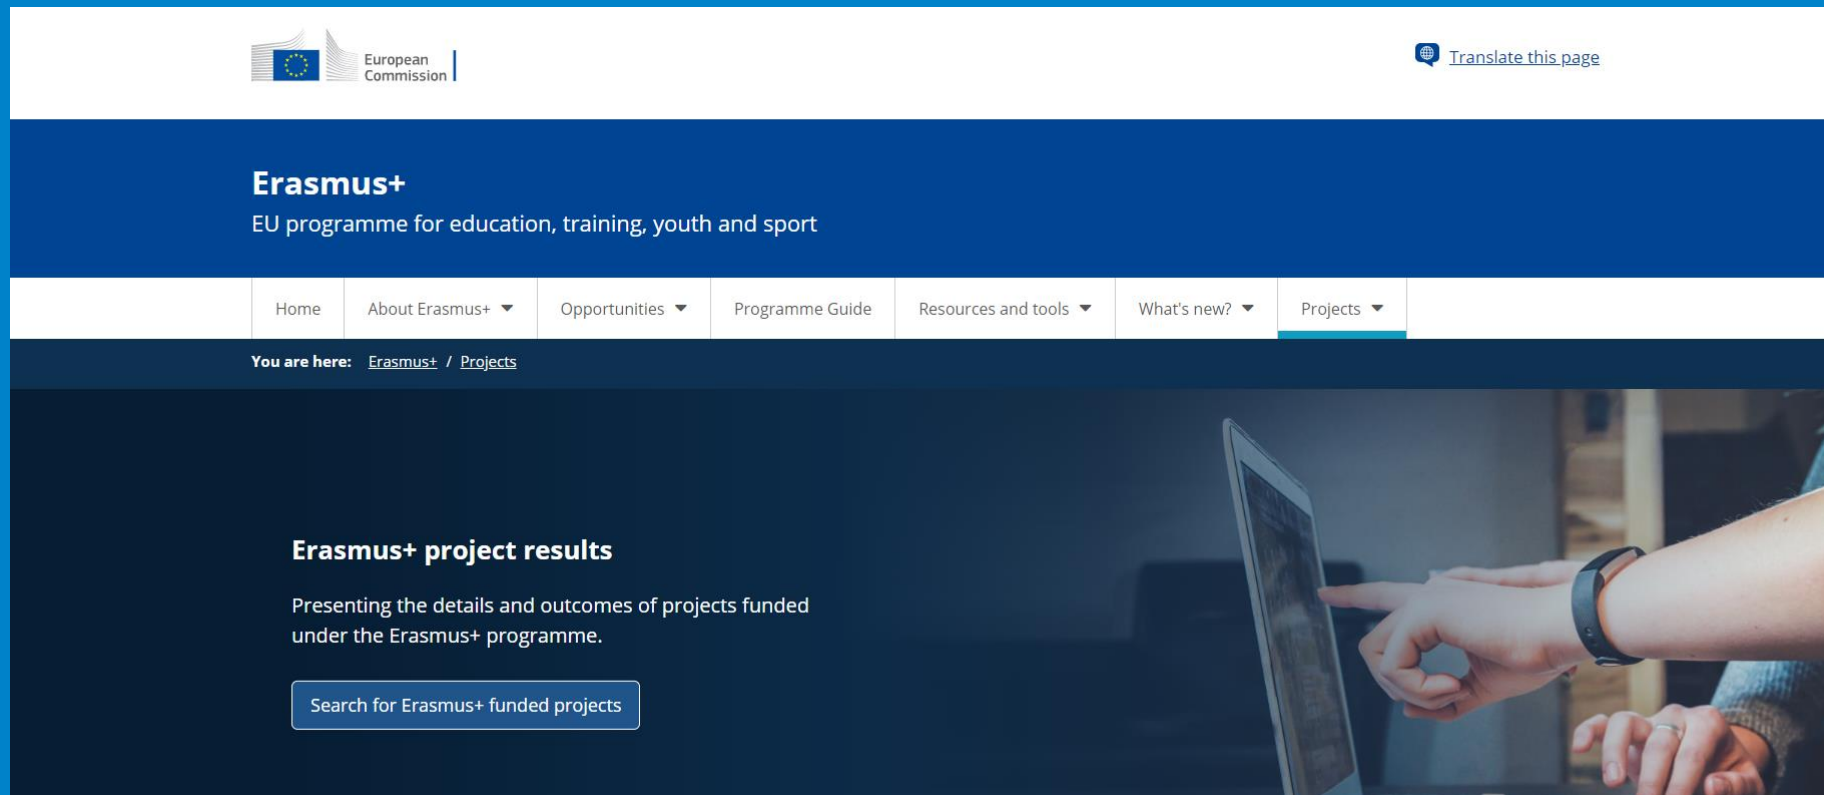 European
Commission
Translate this page
Erasmus+
EU programme for education, training, youth and sport
Home
About Erasmus+
Opportunities
Programme Guide
Resources and tools
What's new?
Projects
You are here: Erasmus+ / Projects
Erasmus+ project results
Presenting the details and outcomes of projects funded
under the Erasmus+ programme.
Search for Erasmus+ funded projects